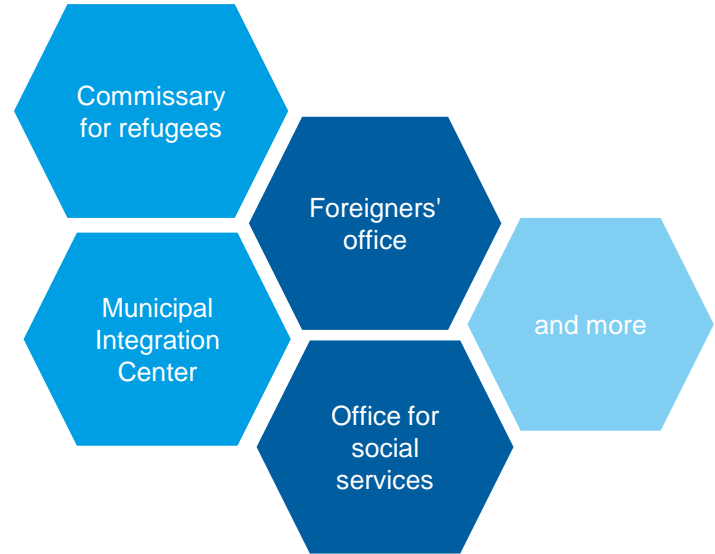 Commissary
for refugees
Foreigners'
office
Municipal
Integration
Center
and more
Office for
social
services